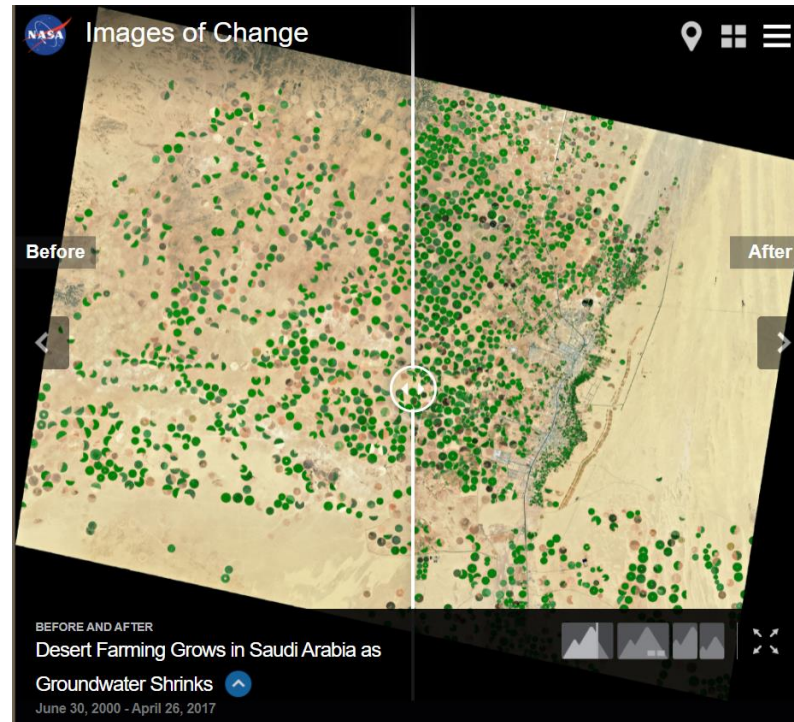 NASA
Images of Change
Before
After
BEFORE AND AFTER
Desert Farming Grows in Saudi Arabia as
Groundwater Shrinks
June 30, 2000 - April 26, 2017